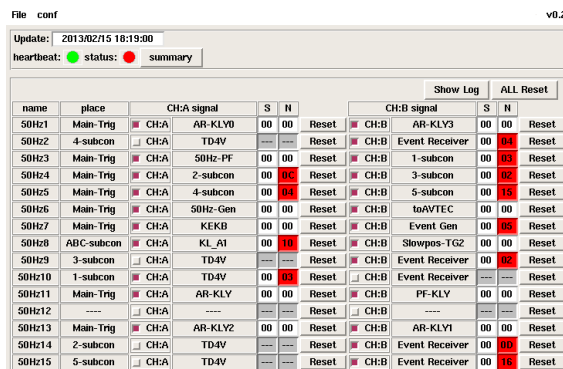 File conf v0.2
Update: 2013/02/15 18:19:00
heartbeat: status: summary
Show Log ALL Reset
name place CH:A signal S N CH:B signal S N
50Hz1 Main-Trig CH:A AR-KLY0 00 00 Reset CH:B AR-KLY3 00 00 Reset
50Hz2 4-subcon CH:A TD4V --- --- Reset CH:B Event Receiver 00 04 Reset
50Hz3 Main-Trig CH:A 50Hz-PF 00 00 Reset CH:B 1-subcon 00 03 Reset
50Hz4 Main-Trig CH:A 2-subcon 00 0C Reset CH:B 3-subcon 00 02 Reset
50Hz5 Main-Trig CH:A 4-subcon 00 04 Reset CH:B 5-subcon 00 15 Reset
50Hz6 Main-Trig CH:A 50Hz-Gen 00 00 Reset CH:B toAVTEC 00 00 Reset
50Hz7 Main-Trig CH:A KEKB 00 00 Reset CH:B Event Gen 00 05 Reset
50Hz8 ABC-subcon CH:A KL_A1 00 10 Reset CH:B Slowpos-TG2 00 00 Reset
50Hz9 3-subcon CH:A TD4V --- --- Reset CH:B Event Receiver 00 02 Reset
50Hz10 1-subcon CH:A TD4V 00 03 Reset CH:B Event Receiver --- --- Reset
50Hz11 Main-Trig CH:A AR-KLY 00 00 Reset CH:B PF-KLY 00 00 Reset
50Hz12 ---- CH:A ---- --- --- Reset CH:B ---- --- --- Reset
50Hz13 Main-Trig CH:A AR-KLY2 00 00 Reset CH:B AR-KLY1 00 00 Reset
50Hz14 2-subcon CH:A TD4V --- --- Reset CH:B Event Receiver 00 0D Reset
50Hz15 5-subcon CH:A TD4V --- --- Reset CH:B Event Receiver 00 16 Reset